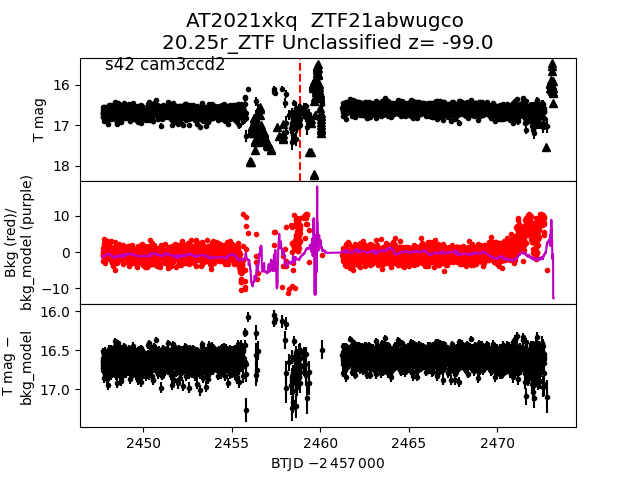 AT2021xkq  ZTF21abwugco
20.25r_ZTF Unclassified z= -99.0
s42 cam3ccd2
T mag
16
17
18
Bkg (red)/
bkg_model (purple)
10
0
−10
T mag −
bkg_model
16.0
16.5
17.0
2450
2455
2460
2465
2470
BTJD −2 457 000